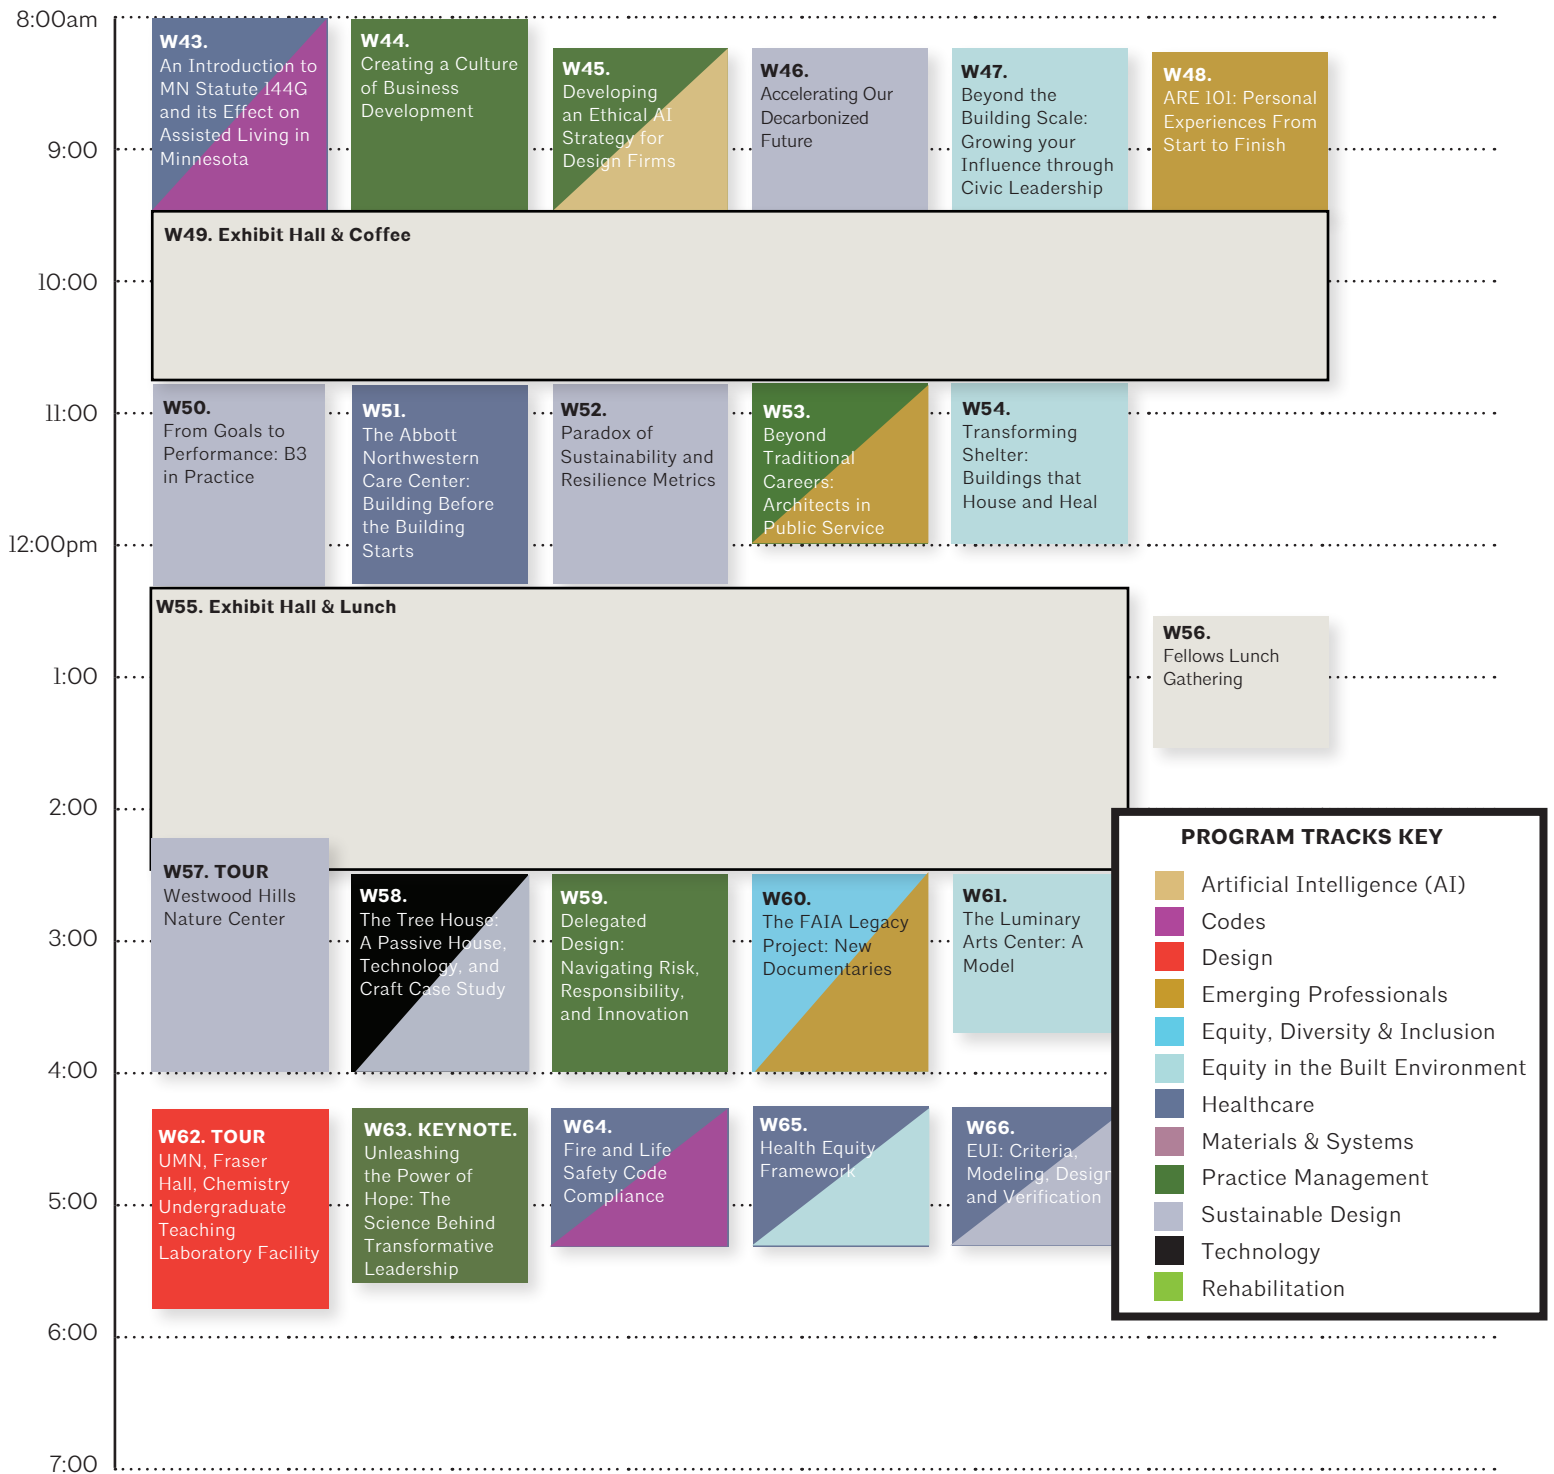 8:00am
W43.
An Introduction to
MN Statute 144G
and its Effect on
Assisted Living in
Minnesota
W44.
Creating a Culture
of Business
Development
W45.
Developing
an Ethical AI
Strategy for
Design Firms
W46.
Accelerating Our
Decarbonized
Future
W47.
Beyond the
Building Scale:
Growing your
Influence through
Civic Leadership
W48.
ARE 101: Personal
Experiences From
Start to Finish
9:00
W49. Exhibit Hall & Coffee
10:00
W50.
From Goals to
Performance: B3
in Practice
W51.
The Abbott
Northwestern
Care Center:
Building Before
the Building
Starts
W52.
Paradox of
Sustainability and
Resilience Metrics
W53.
Beyond
Traditional
Careers:
Architects in
Public Service
W54.
Transforming
Shelter:
Buildings that
House and Heal
11:00
12:00pm
W55. Exhibit Hall & Lunch
W56.
Fellows Lunch
Gathering
1:00
2:00
W57. TOUR
Westwood Hills
Nature Center
W58.
The Tree House:
A Passive House,
Technology, and
Craft Case Study
W59.
Delegated
Design:
Navigating Risk,
Responsibility,
and Innovation
W60.
The FAIA Legacy
Project: New
Documentaries
W61.
The Luminary
Arts Center: A
Model
3:00
4:00
W62. TOUR
UMN, Fraser
Hall, Chemistry
Undergraduate
Teaching
Laboratory Facility
W63. KEYNOTE.
Unleashing
the Power of
Hope: The
Science Behind
Transformative
Leadership
W64.
Fire and Life
Safety Code
Compliance
W65.
Health Equity
Framework
W66.
EUI: Criteria,
Modeling, Design
and Verification
5:00
6:00
7:00
PROGRAM TRACKS KEY
Artificial Intelligence (AI)
Codes
Design
Emerging Professionals
Equity, Diversity & Inclusion
Equity in the Built Environment
Healthcare
Materials & Systems
Practice Management
Sustainable Design
Technology
Rehabilitation